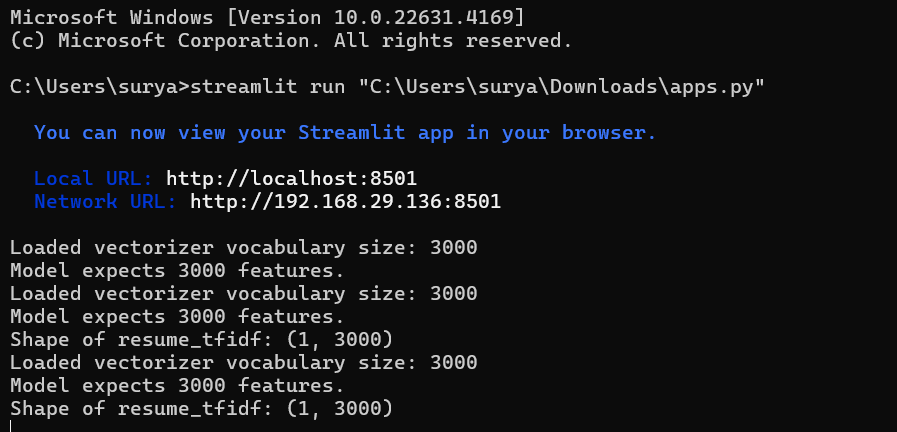 Microsoft Windows [Version 10.0.22631.4169]
(c) Microsoft Corporation. All rights reserved.
C:\Users\surya>streamlit run "C:\Users\surya\Downloads\apps.py"
You can now view your Streamlit app in your browser.
Local URL: http://localhost:8501
Network URL: http://192.168.29.136:8501
Loaded vectorizer vocabulary size: 3000
Model expects 3000 features.
Loaded vectorizer vocabulary size: 3000
Model expects 3000 features.
Shape of resume_tfidf: (1, 3000)
Loaded vectorizer vocabulary size: 3000
Model expects 3000 features.
Shape of resume_tfidf: (1, 3000)